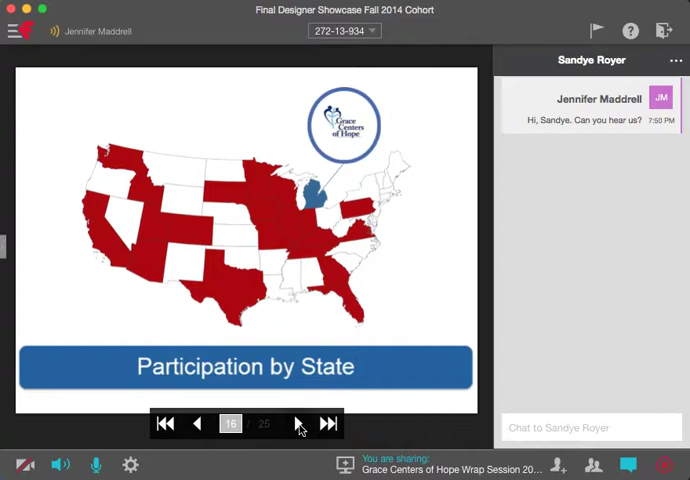 Final Designer Showcase Fall 2014 Cohort
Jennifer Maddrell
272-13-934
Sandye Royer
Jennifer Maddrell
JM
Hi, Sandye. Can you hear us?
7:50 PM
Grace
Centers
of Hope
Participation by State
16 / 25
Chat to Sandye Royer
You are sharing:
Grace Centers of Hope Wrap Session 20...